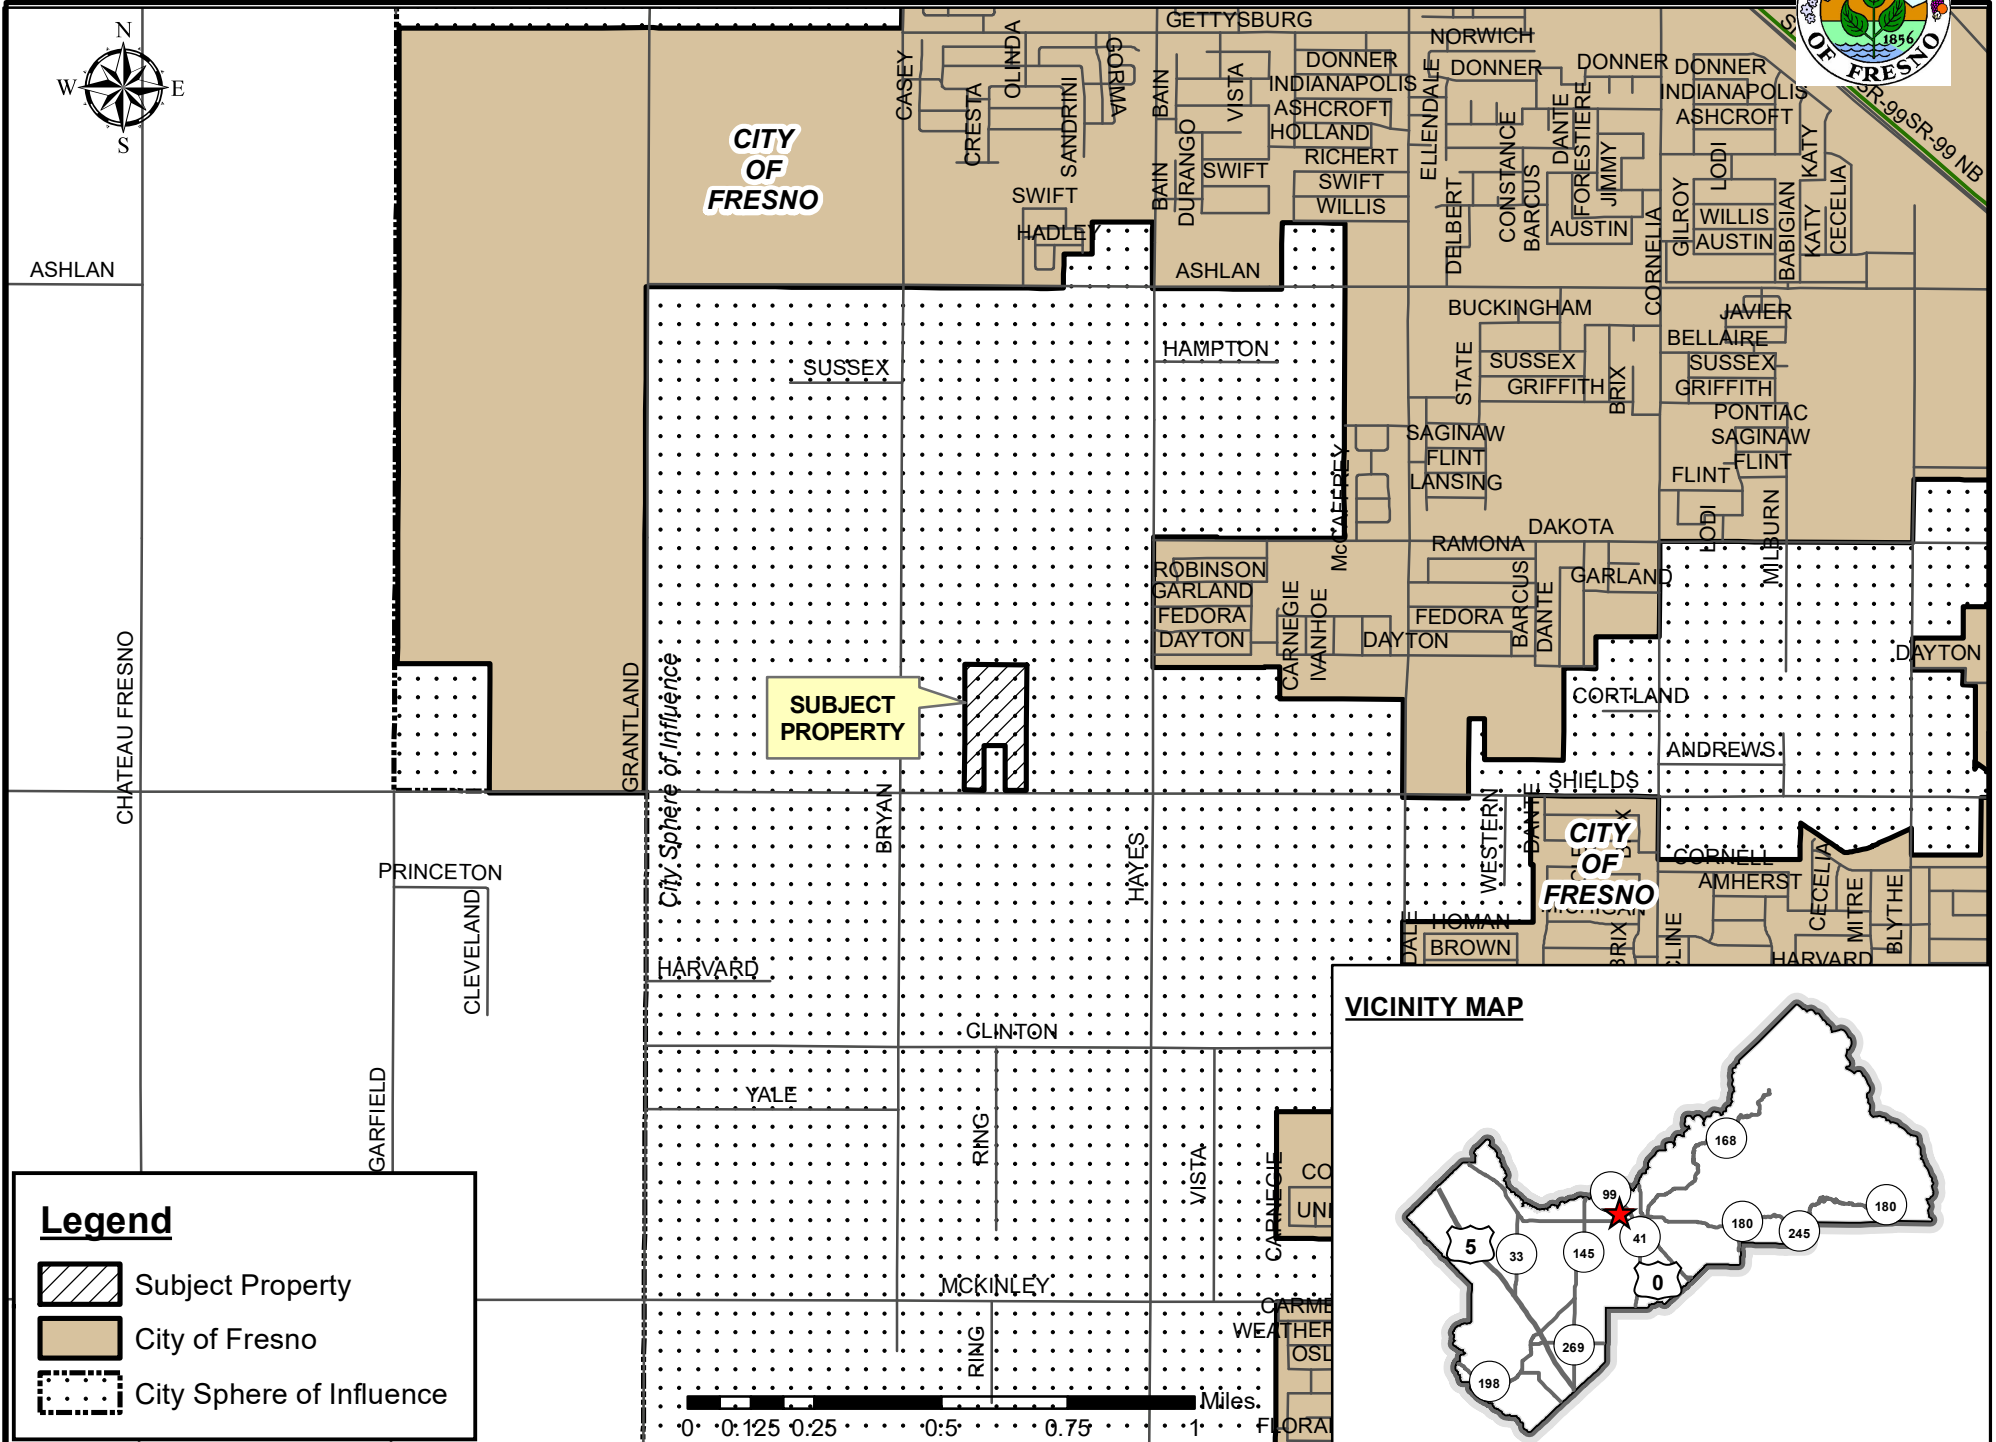 GETTYSBURG
NORWICH
1856
OF FRESNO
N
W
E
S
CASEY
OLINDA
GORMA
CRESTA
SANDRINI
BAIN
VISTA
DONNER
INDIANAPOLIS
ASHCROFT
HOLLAND
RICHERT
SWIFT
WILLIS
ELLENDALE
DONNER
DONNER
DONNER
INDIANAPOLIS
ASHCROFT
SR-99
SR-99 NB
CITY
OF
FRESNO
BAIN
DURANGO
SWIFT
CONSTANCE
DANTE
FORESTIERE
JIMMY
LODI
KATY
DELBERT
BARCUS
AUSTIN
CORNELIA
GILROY
WILLIS
AUSTIN
BABIGIAN
KATY
CECELIA
SWIFT
HADLEY
ASHLAN
ASHLAN
SUSSEX
HAMPTON
BUCKINGHAM
STATE
SUSSEX
GRIFFITH
BRIX
JAVIER
BELLAIRE
SUSSEX
GRIFFITH
PONTIAC
SAGINAW
FLINT
SAGINAW
FLINT
LANSING
McCAFFREY
FLINT
LODI
MILBURN
DAKOTA
RAMONA
ROBINSON
GARLAND
FEDORA
DAYTON
CARNEGIE
IVANHOE
DAYTON
FEDORA
BARCUS
DANTE
GARLAND
DAYTON
CHATEAU FRESNO
GRANTLAND
City Sphere of Influence
SUBJECT
PROPERTY
CORTLAND
ANDREWS
SHIELDS
BRYAN
HAYES
WESTERN
DANTE
CITY
OF
FRESNO
CORNELL
AMHERST
CECELIA
MITRE
BLYTHE
MICHIGAN
BRIX
HOMAN
BROWN
HARVARD
PRINCETON
CLEVELAND
HARVARD
CLINTON
YALE
GARFIELD
RING
VISTA
CARNEGIE
MCKINLEY
RING
Legend
Subject Property
City of Fresno
City Sphere of Influence
0 0.125 0.25 0.5 0.75 1
Miles
VICINITY MAP
168
99
180
180
245
41
145
33
5
0
269
198